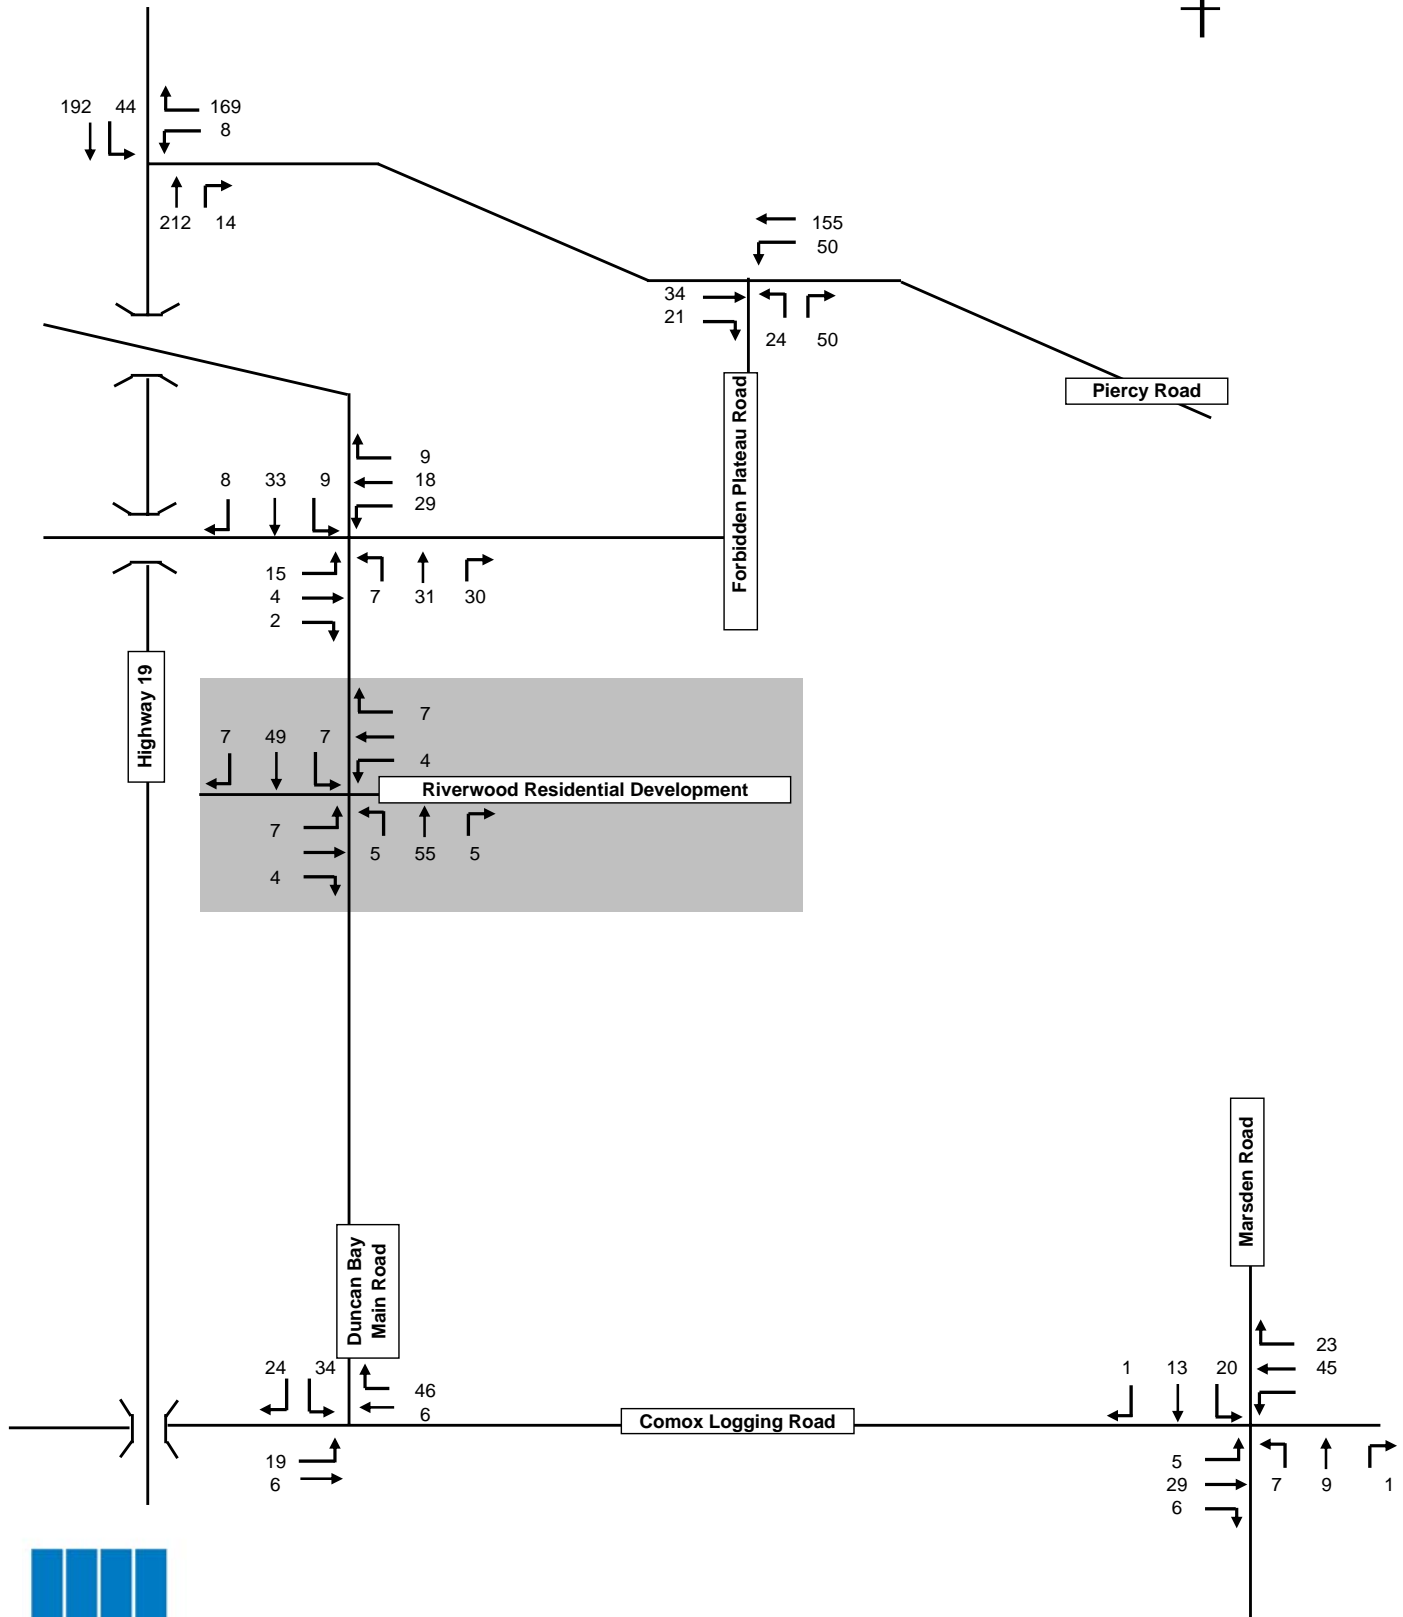 192 44 169
8
212 14
155
50
34
21
24 50
Piercy Road
Forbidden Plateau Road
9
8 33 9 18
29
15
4 7 31 30
2
Highway 19
7
7 49 7
4
Riverwood Residential Development
7
5 55 5
4
Marsden Road
Duncan Bay
Main Road
24 34
46
6
19
6
Comox Logging Road
23
1 13 20 45
5
29 7 9 1
6